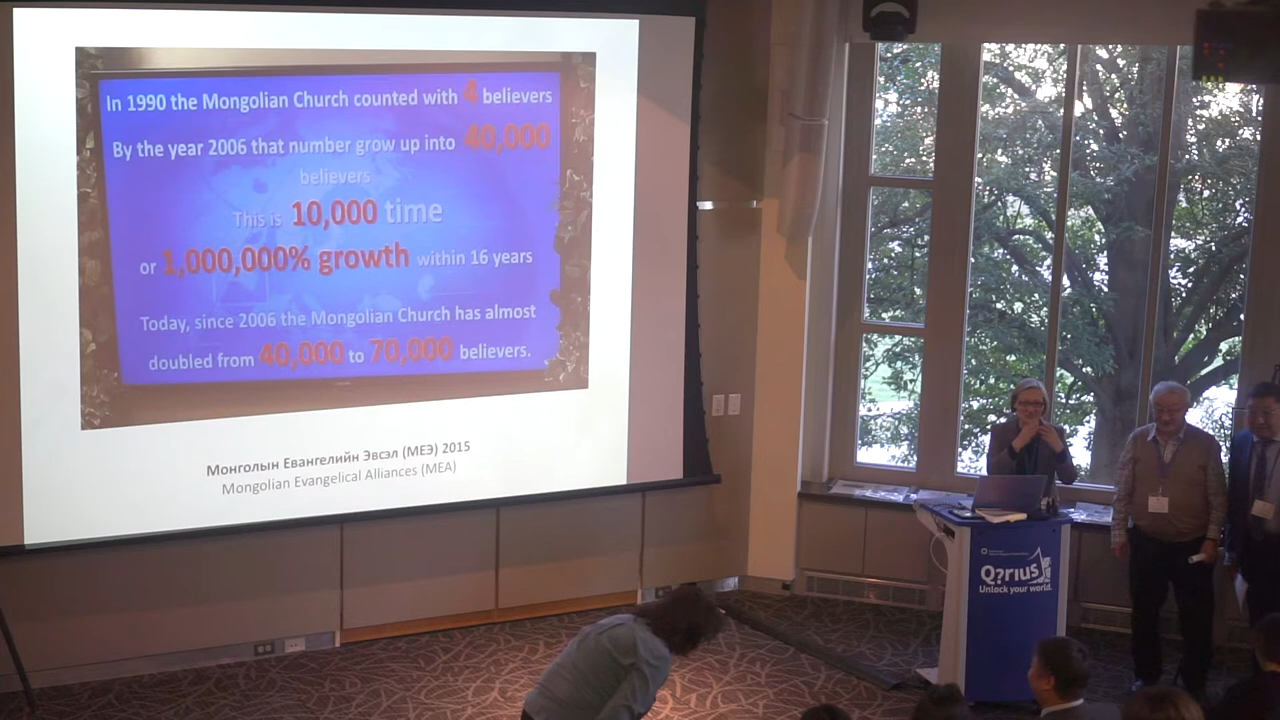 In 1990 the Mongolian Church counted with 4 believers
By the year 2006 that number grow up into 40,000
believers
This is 10,000 time
or 1,000,000% growth within 16 years
Today, since 2006 the Mongolian Church has almost
doubled from 40,000 to 70,000 believers.
Монголын Евангелийн Эвсэл (МЕЭ) 2015
Mongolian Evangelical Alliances (MEA)
Q?rius
Unlock your world.